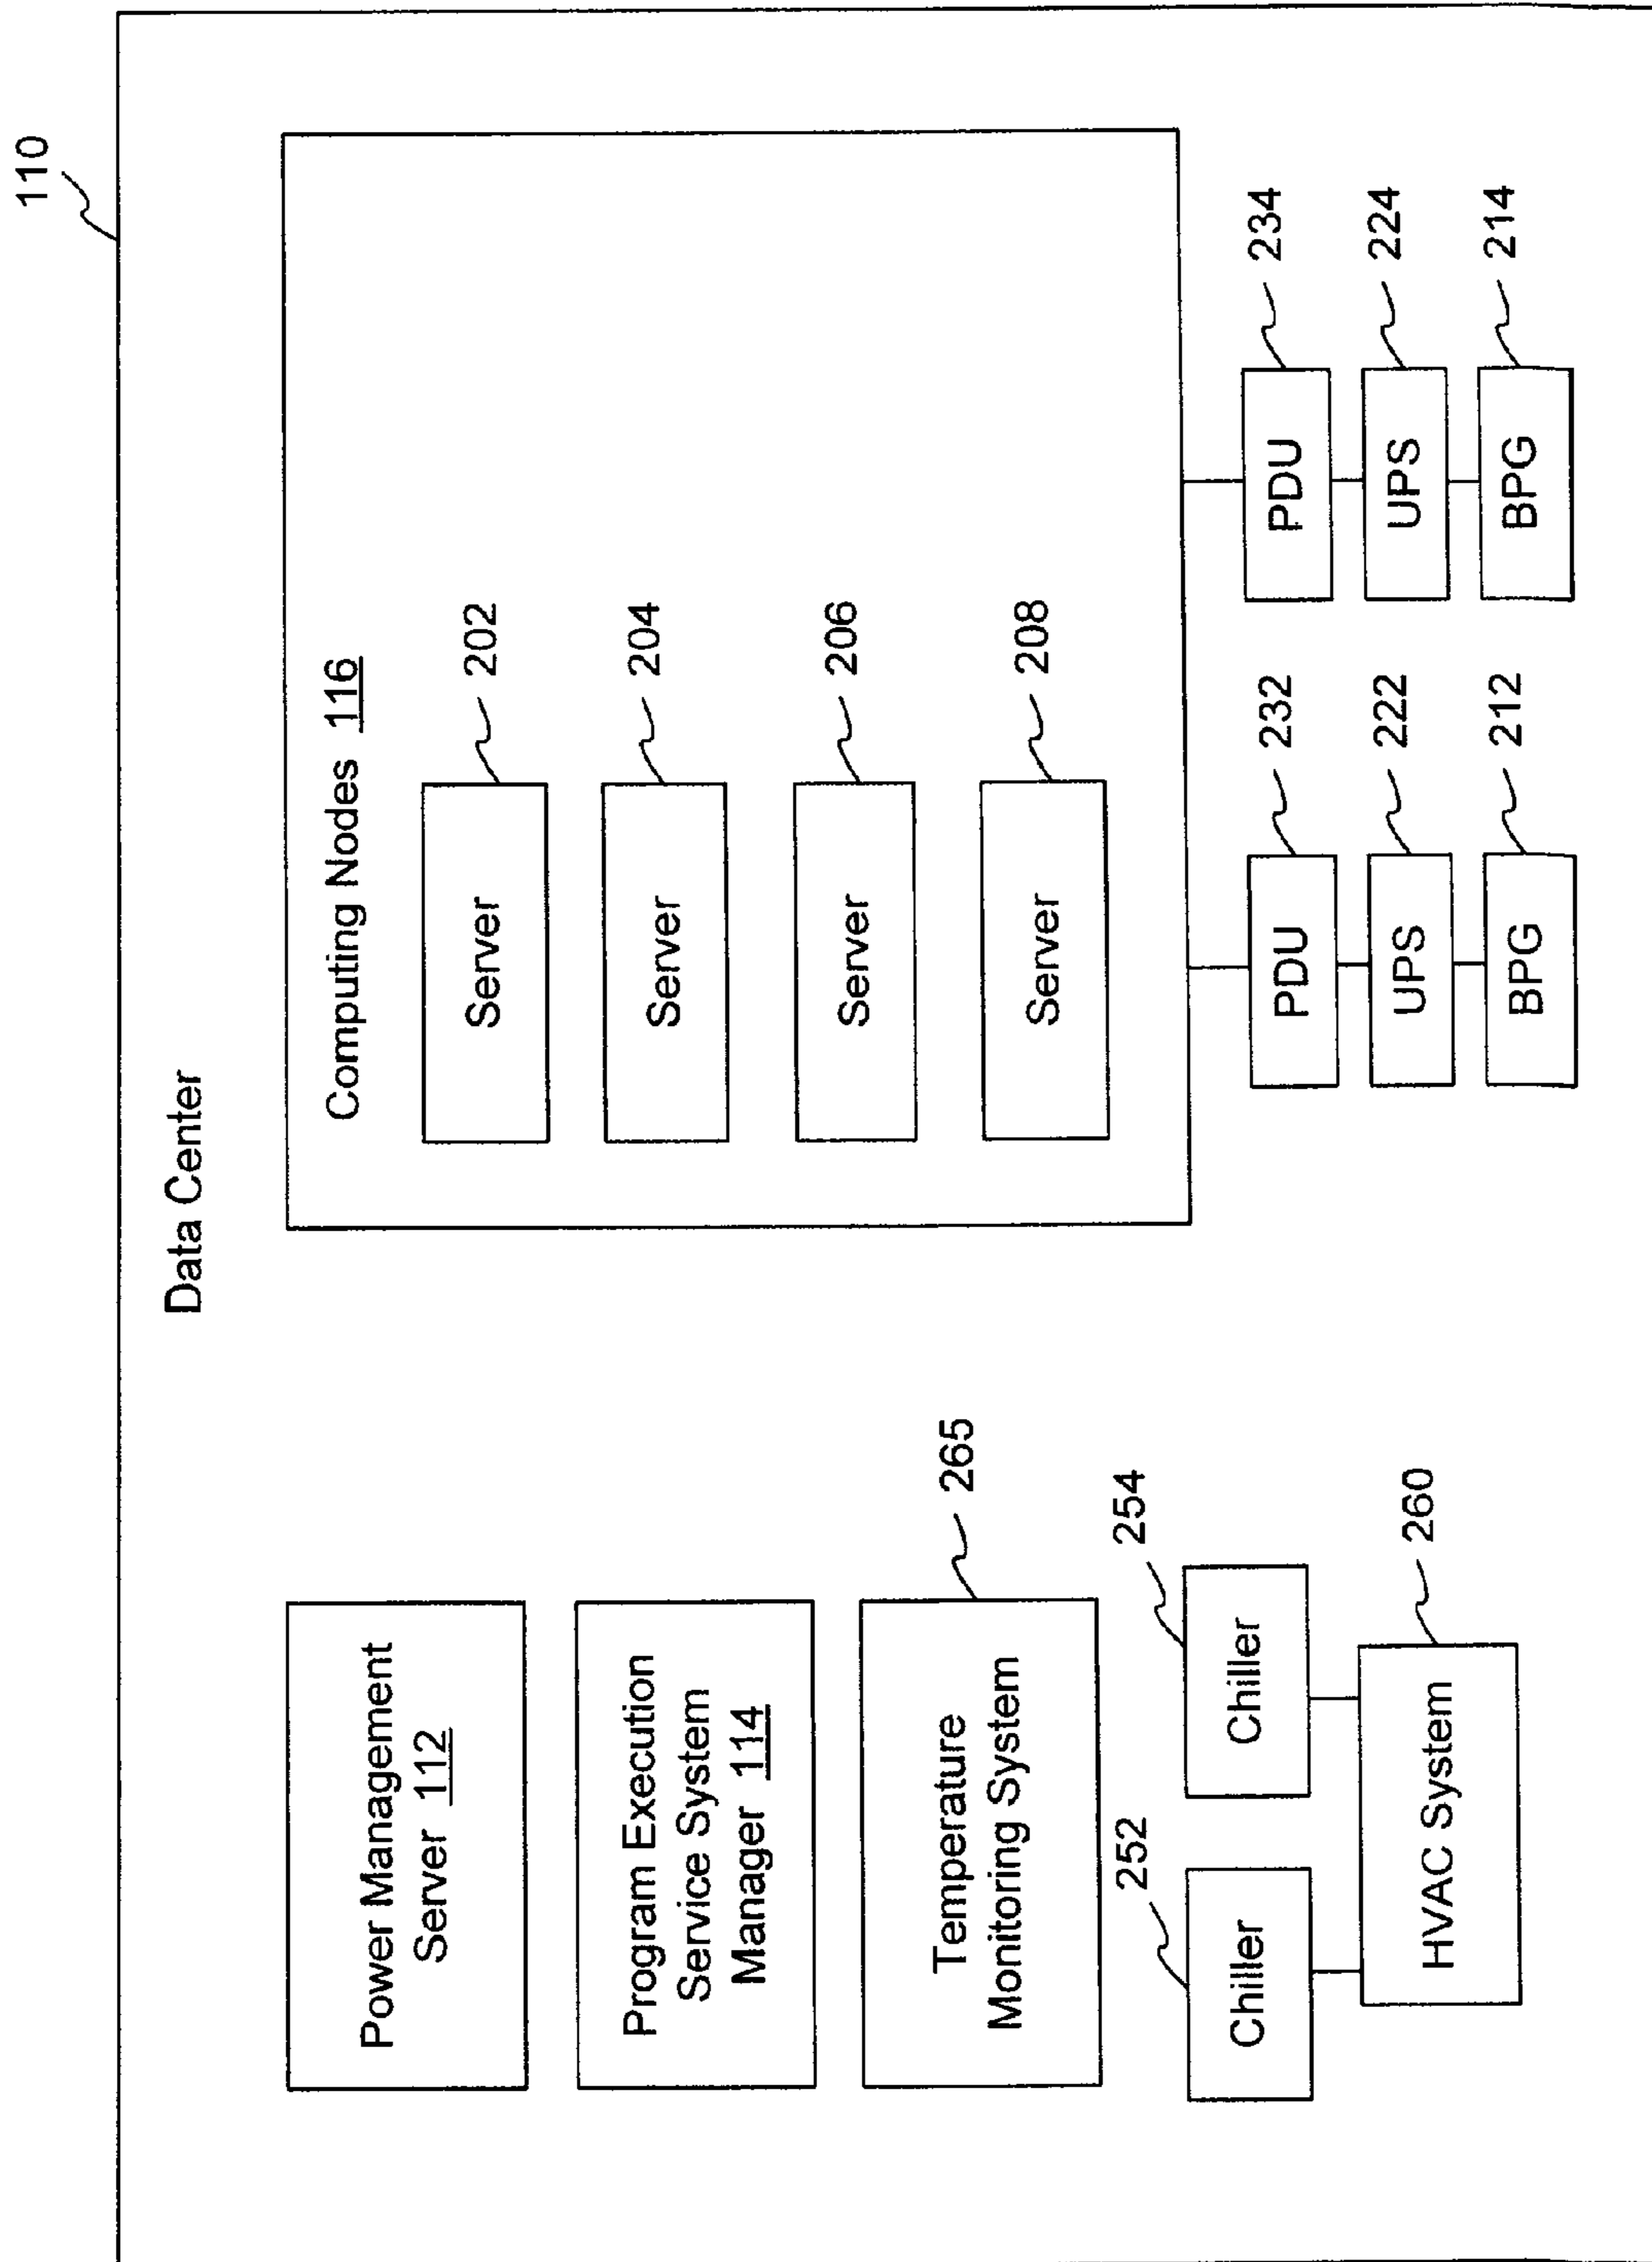 110
Data Center
Power Management
Server 112
Program Execution
Service System
Manager 114
Temperature
Monitoring System
265
252
254
Chiller
Chiller
HVAC System
260
Computing Nodes 116
Server
202
Server
204
Server
206
Server
208
PDU
232
UPS
222
BPG
212
PDU
234
UPS
224
BPG
214